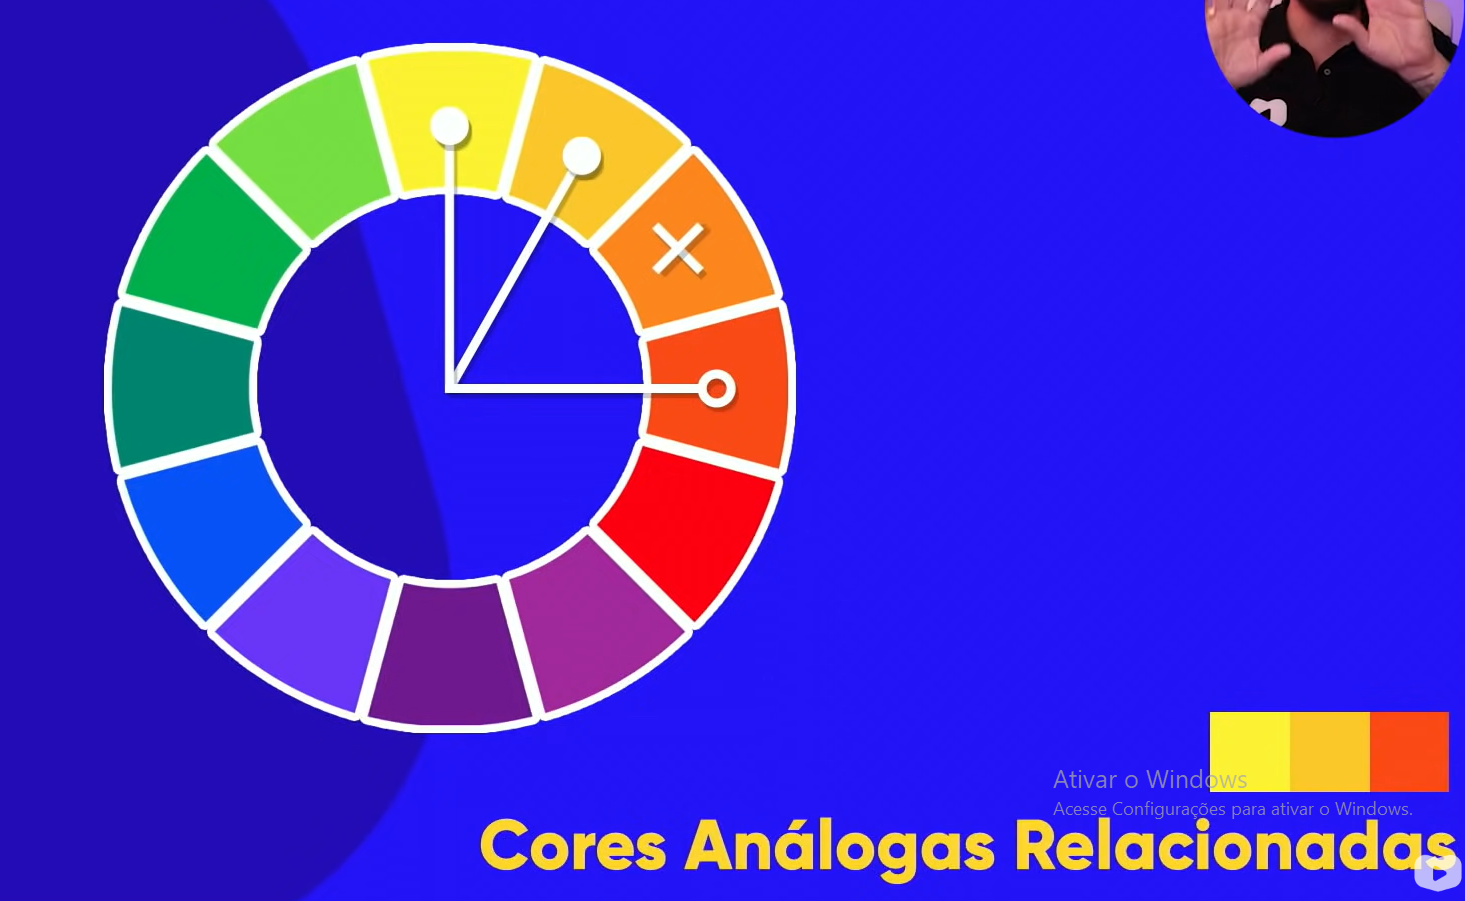 Ativar o Windows
Acesse Configurações para ativar o Windows.
Cores Análogas Relacionadas